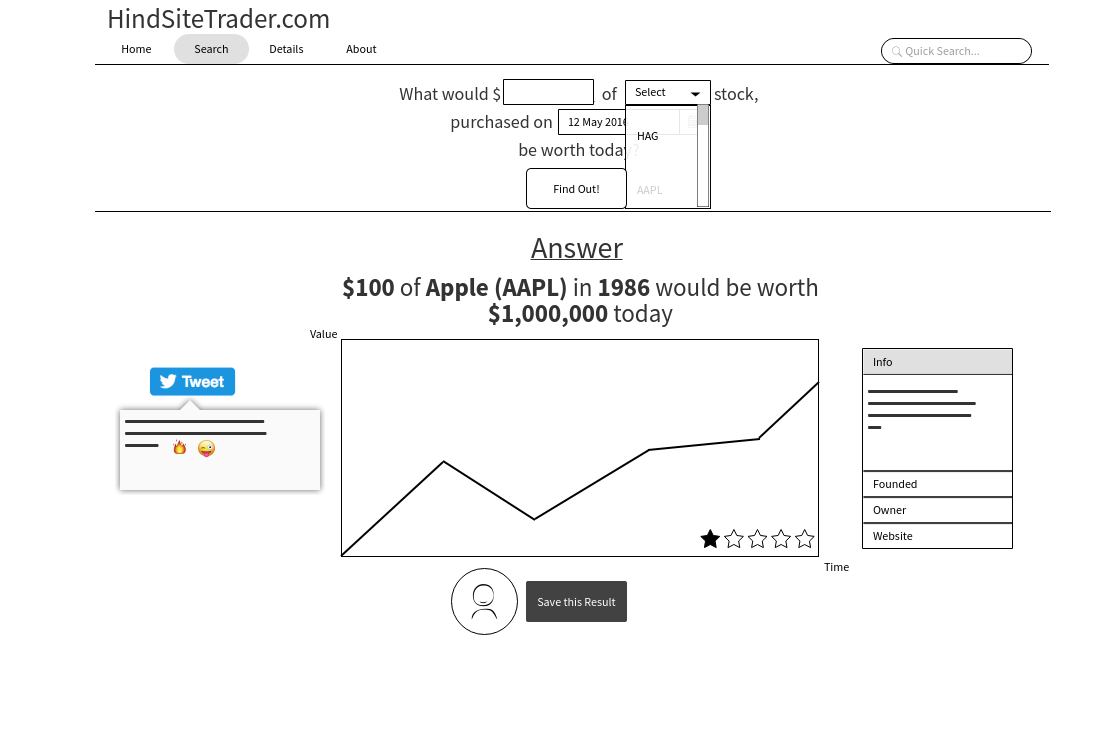 HindSiteTrader.com
Home Search Details About
Quick Search...
What would $ of Select stock,
purchased on 12 May 2016
HAG
be worth today?
Find Out! AAPL
Answer
$100 of Apple (AAPL) in 1986 would be worth
$1,000,000 today
Value
Info
Tweet
Founded
Owner
Website
Time
Save this Result